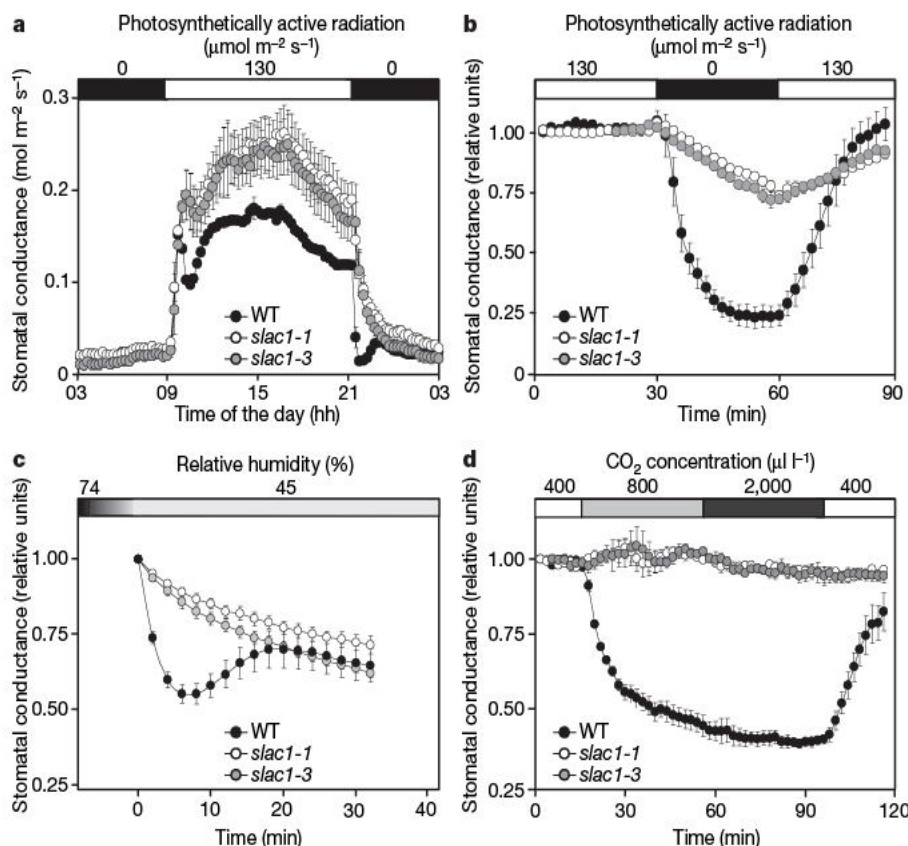 a
Photosynthetically active radiation
(μmol m⁻² s⁻¹)
0 130 0
Stomatal conductance (mol m⁻² s⁻¹)
0.3
0.2
0.1
0
WT
slac1-1
slac1-3
03 09 15 21 03
Time of the day (hh)
b
Photosynthetically active radiation
(μmol m⁻² s⁻¹)
130 0 130
Stomatal conductance (relative units)
1.00
0.75
0.50
0.25
0
WT
slac1-1
slac1-3
0 30 60 90
Time (min)
c
Relative humidity (%)
74 45
Stomatal conductance (relative units)
1.00
0.75
0.50
0.25
WT
slac1-1
slac1-3
0 10 20 30 40
Time (min)
d
CO₂ concentration (μl l⁻¹)
400 800 2,000 400
Stomatal conductance (relative units)
1.00
0.75
0.50
0.25
WT
slac1-1
slac1-3
0 30 60 90 120
Time (min)